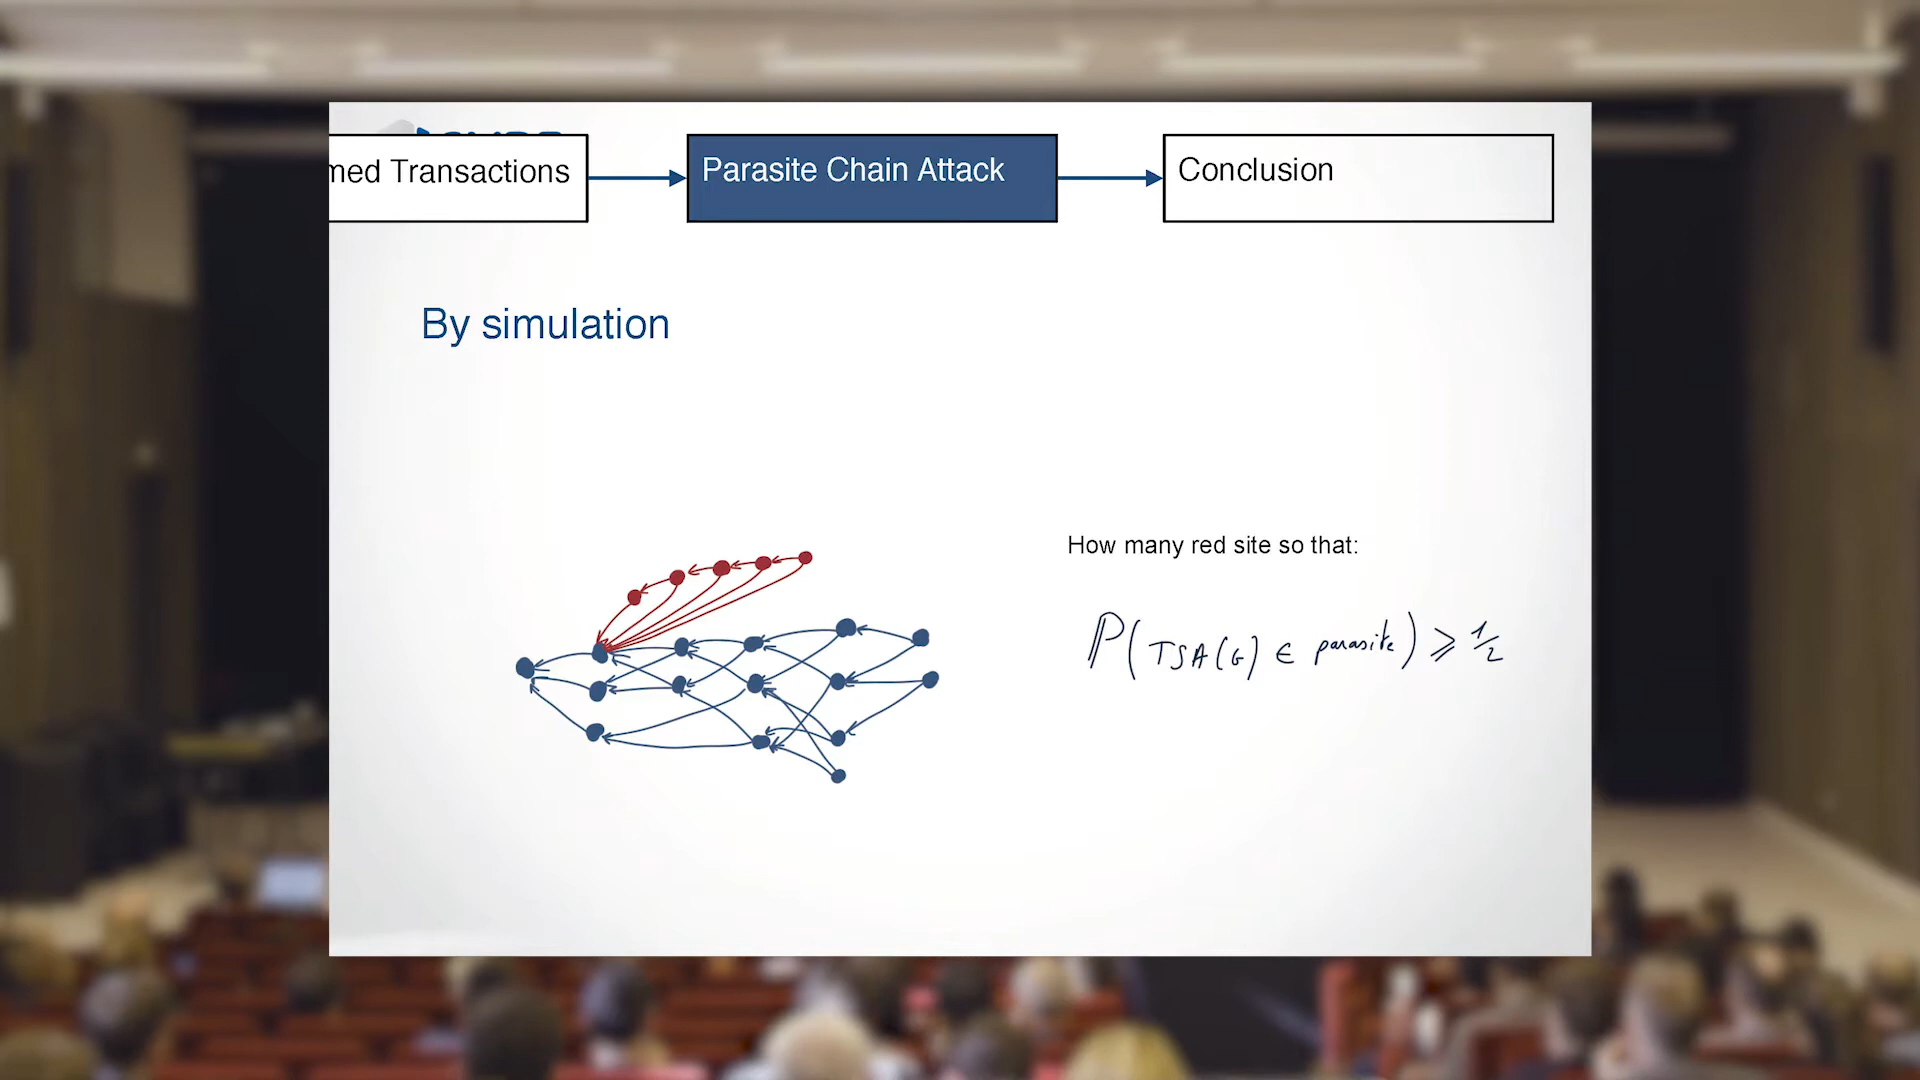 med Transactions
Parasite Chain Attack
Conclusion
By simulation
How many red site so that:
ℙ(TSA(G) ∈ parasite) ⩾ 1/2